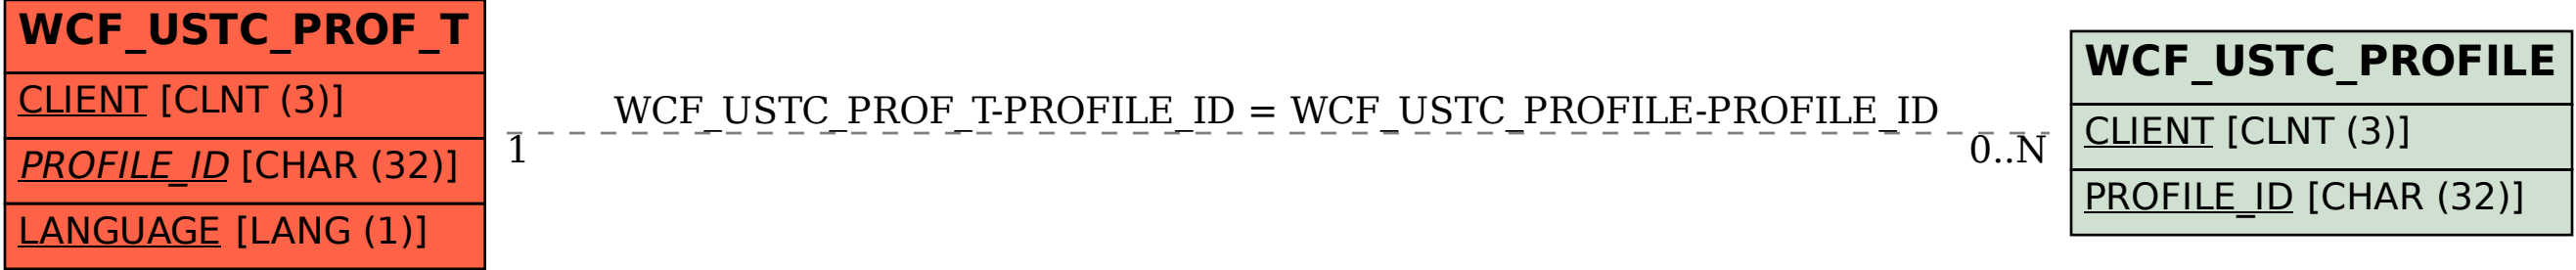 WCF_USTC_PROF_T
CLIENT [CLNT (3)]
PROFILE_ID [CHAR (32)]
LANGUAGE [LANG (1)]
WCF_USTC_PROF_T-PROFILE_ID = WCF_USTC_PROFILE-PROFILE_ID
1
0..N
WCF_USTC_PROFILE
CLIENT [CLNT (3)]
PROFILE_ID [CHAR (32)]